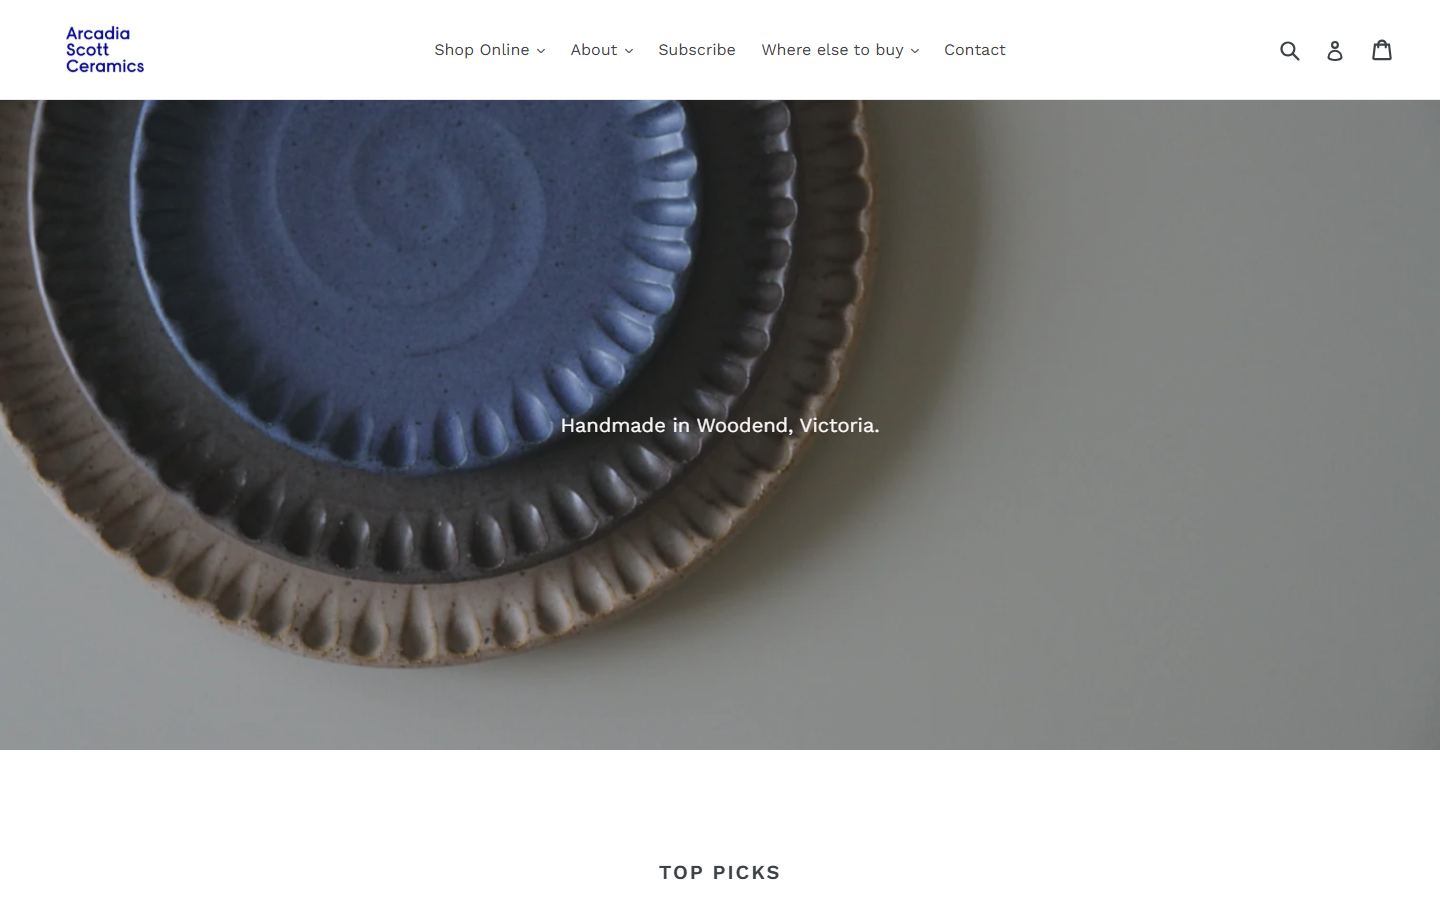 Arcadia
Scott
Ceramics
Shop Online
About
Subscribe
Where else to buy
Contact
Handmade in Woodend, Victoria.
TOP PICKS